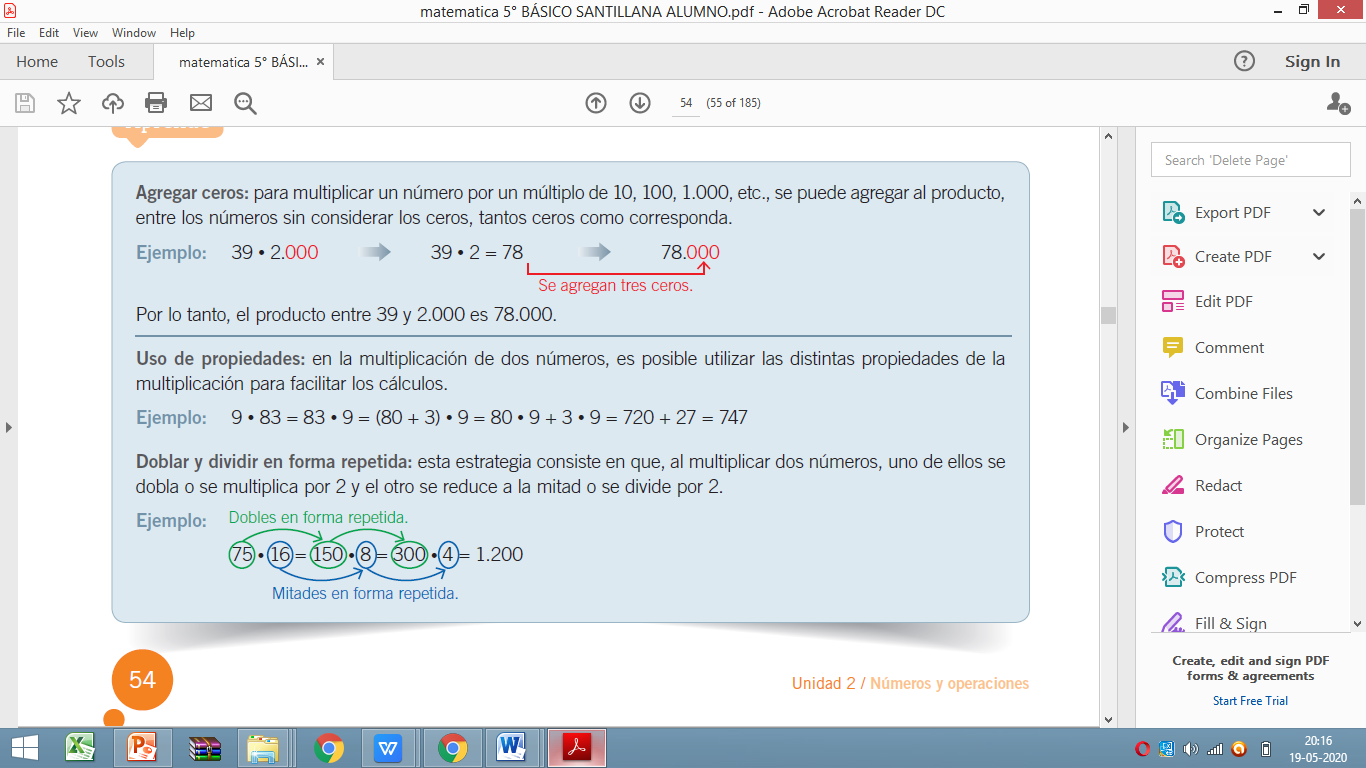 matematica 5° BÁSICO SANTILLANA ALUMNO.pdf - Adobe Acrobat Reader DC
File Edit View Window Help
Home Tools matematica 5° BÁSI... × ? Sign In
54 (55 of 185)
Agregar ceros: para multiplicar un número por un múltiplo de 10, 100, 1.000, etc., se puede agregar al producto,
entre los números sin considerar los ceros, tantos ceros como corresponda.
Ejemplo: 39 • 2.000 39 • 2 = 78 78.000
Se agregan tres ceros.
Por lo tanto, el producto entre 39 y 2.000 es 78.000.
Uso de propiedades: en la multiplicación de dos números, es posible utilizar las distintas propiedades de la
multiplicación para facilitar los cálculos.
Ejemplo: 9 • 83 = 83 • 9 = (80 + 3) • 9 = 80 • 9 + 3 • 9 = 720 + 27 = 747
Doblar y dividir en forma repetida: esta estrategia consiste en que, al multiplicar dos números, uno de ellos se
dobla o se multiplica por 2 y el otro se reduce a la mitad o se divide por 2.
Ejemplo: Dobles en forma repetida.
75 • 16 = 150 • 8 = 300 • 4 = 1.200
Mitades en forma repetida.
54
Unidad 2 / Números y operaciones
Search 'Delete Page'
Export PDF
Create PDF
Edit PDF
Comment
Combine Files
Organize Pages
Redact
Protect
Compress PDF
Fill & Sign
Create, edit and sign PDF
forms & agreements
Start Free Trial
20:16
19-05-2020